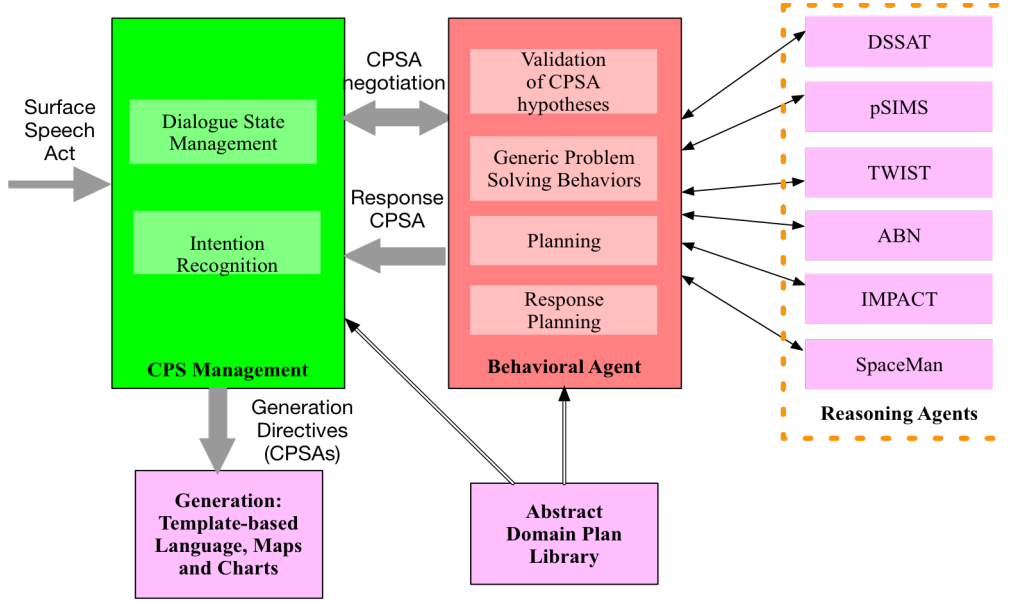 Surface
Speech
Act
Dialogue State
Management
Intention
Recognition
CPS Management
CPSA
negotiation
Response
CPSA
Validation
of CPSA
hypotheses
Generic Problem
Solving Behaviors
Planning
Response
Planning
Behavioral Agent
DSSAT
pSIMS
TWIST
ABN
IMPACT
SpaceMan
Reasoning Agents
Generation
Directives
(CPSAs)
Generation:
Template-based
Language, Maps
and Charts
Abstract
Domain Plan
Library